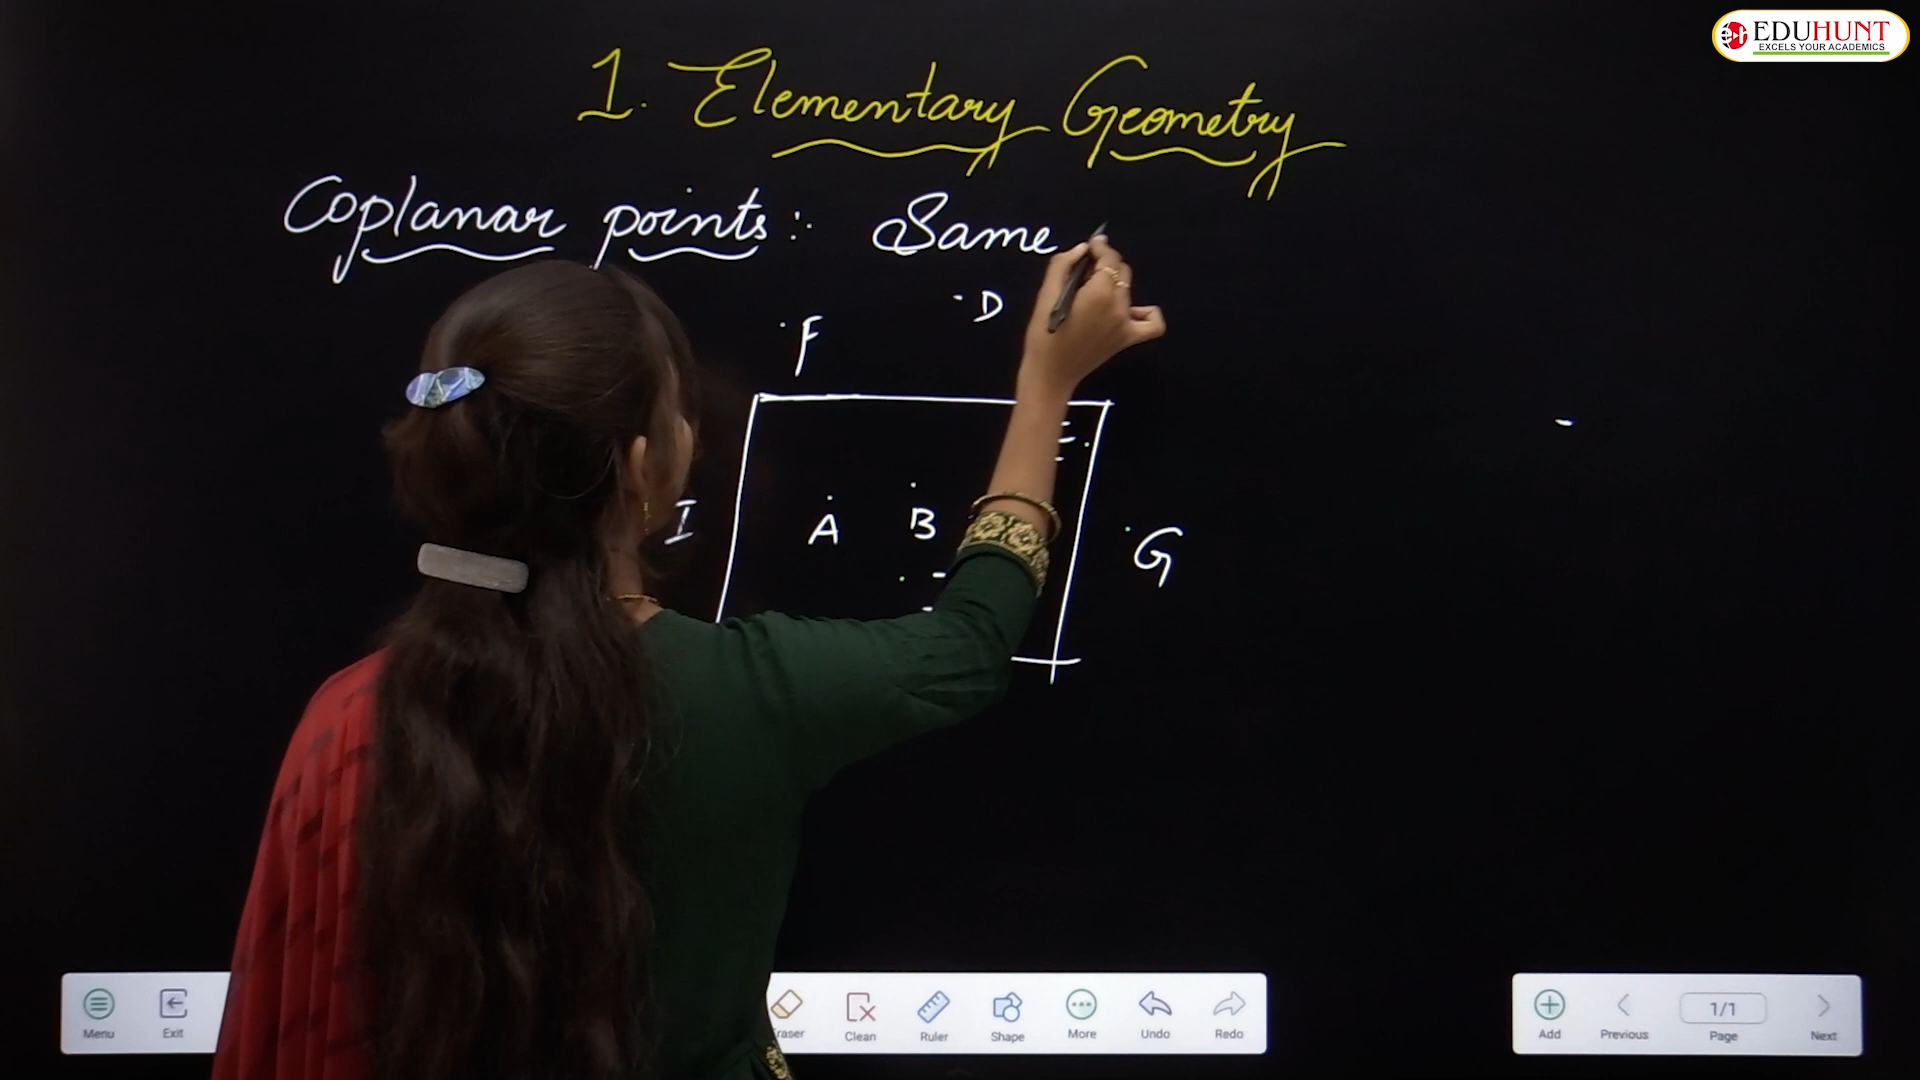 EDUHUNT
EXCELS YOUR ACADEMICS
1. Elementary Geometry
Coplanar points:- Same
D
F
I
A
B
G
Menu
Exit
Clean
Ruler
Shape
More
Undo
Redo
Add
Previous
1/1
Page
Next